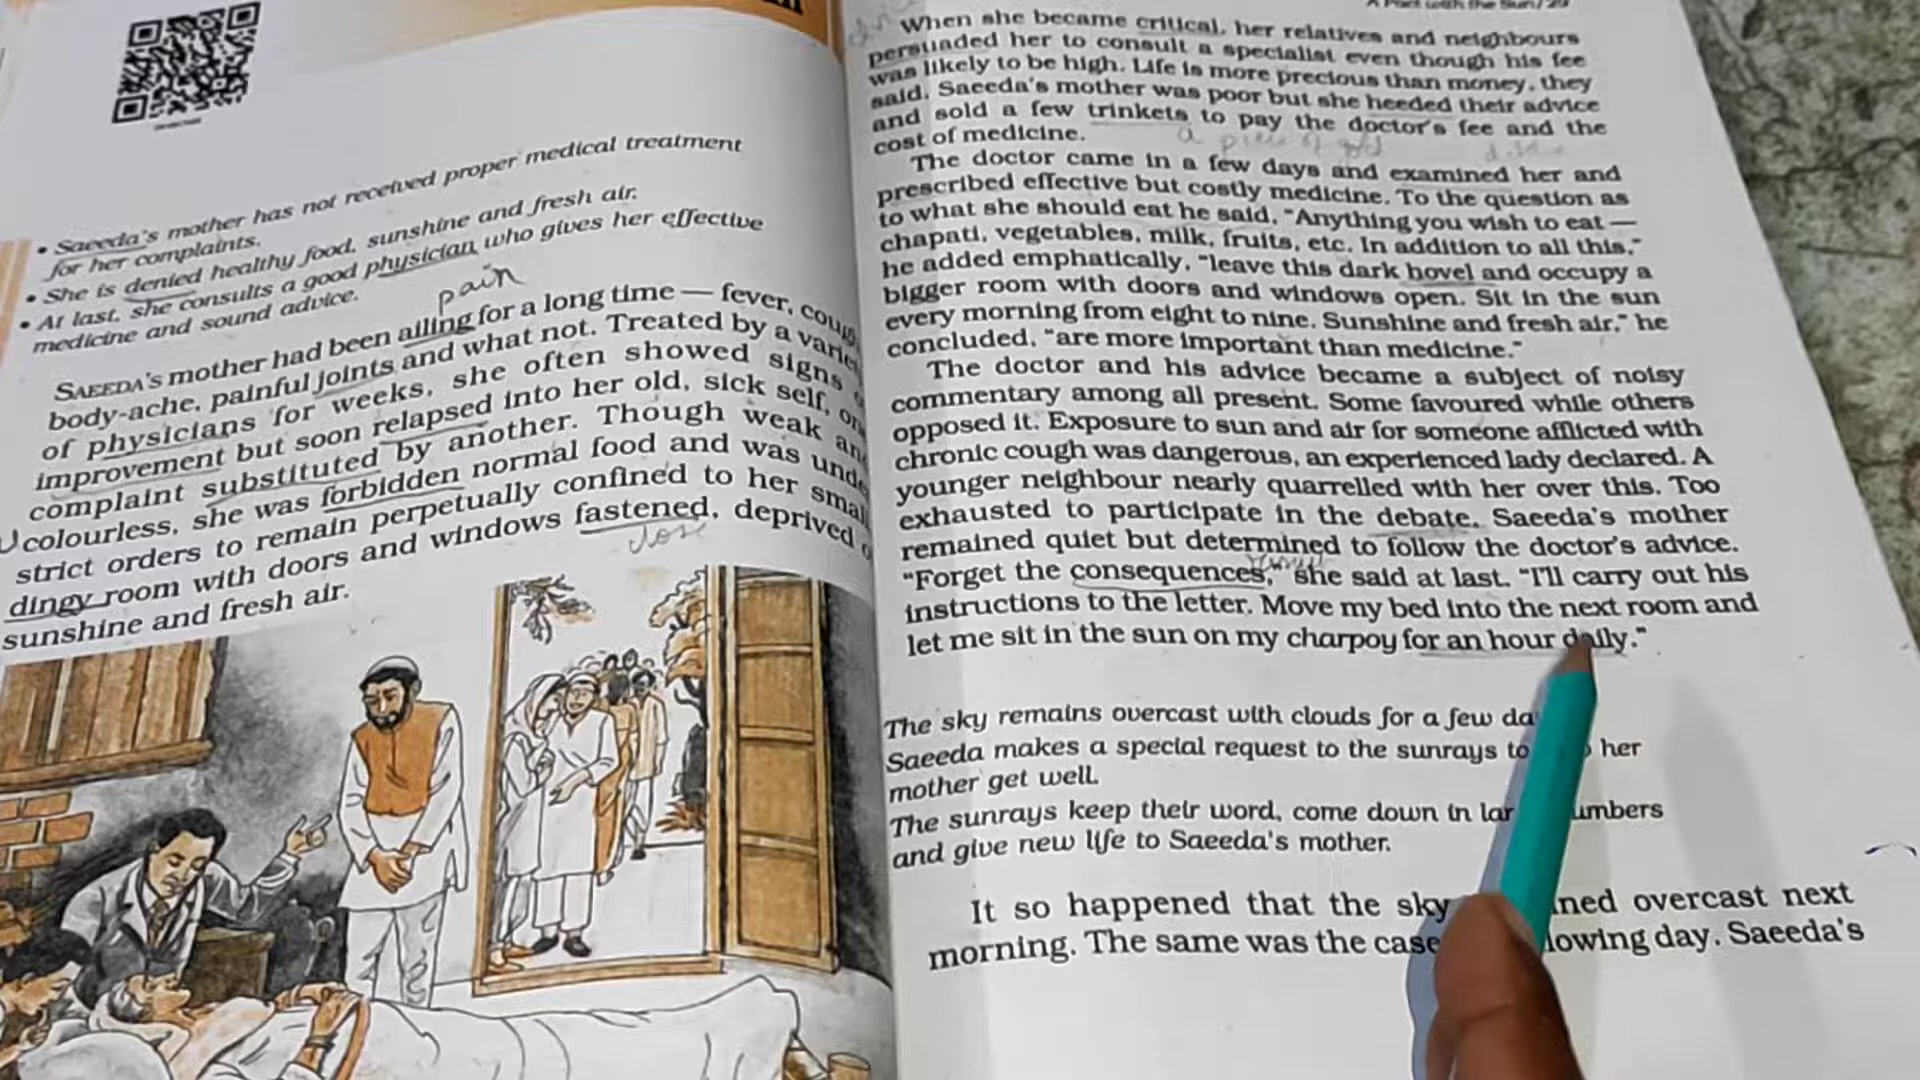 • Saeeda's mother has not received proper medical treatment
for her complaints.
• She is denied healthy food, sunshine and fresh air.
• At last, she consults a good physician who gives her effective
medicine and sound advice.
pain
SAEEDA's mother had been ailing for a long time — fever, cough
body-ache, painful joints and what not. Treated by a
of physicians for weeks, she often showed signs
improvement but soon relapsed into her old, sick self,
complaint substituted by another. Though weak
colourless, she was forbidden normal food and was
strict orders to remain perpetually confined to her
dingy room with doors and windows fastened, deprived
close
sunshine and fresh air.
A Pact with the Sun/29
When she became critical, her relatives and neighbours
persuaded her to consult a specialist even though his fee
was likely to be high. Life is more precious than money, they
said. Saeeda's mother was poor but she heeded their advice
and sold a few trinkets to pay the doctor's fee and the
cost of medicine.
a piece of gold
The doctor came in a few days and examined her and
prescribed effective but costly medicine. To the question as
to what she should eat he said, "Anything you wish to eat —
chapati, vegetables, milk, fruits, etc. In addition to all this,"
he added emphatically, "leave this dark hovel and occupy a
bigger room with doors and windows open. Sit in the sun
every morning from eight to nine. Sunshine and fresh air," he
concluded, "are more important than medicine."
The doctor and his advice became a subject of noisy
commentary among all present. Some favoured while others
opposed it. Exposure to sun and air for someone afflicted with
chronic cough was dangerous, an experienced lady declared. A
younger neighbour nearly quarrelled with her over this. Too
exhausted to participate in the debate, Saeeda's mother
remained quiet but determined to follow the doctor's advice.
"Forget the consequences," she said at last. "I'll carry out his
instructions to the letter. Move my bed into the next room and
let me sit in the sun on my charpoy for an hour daily."
The sky remains overcast with clouds for a few
Saeeda makes a special request to the sunrays to her
mother get well.
The sunrays keep their word, come down in
and give new life to Saeeda's mother.
It so happened that the sky overcast next
morning. The same was the case day. Saeeda's